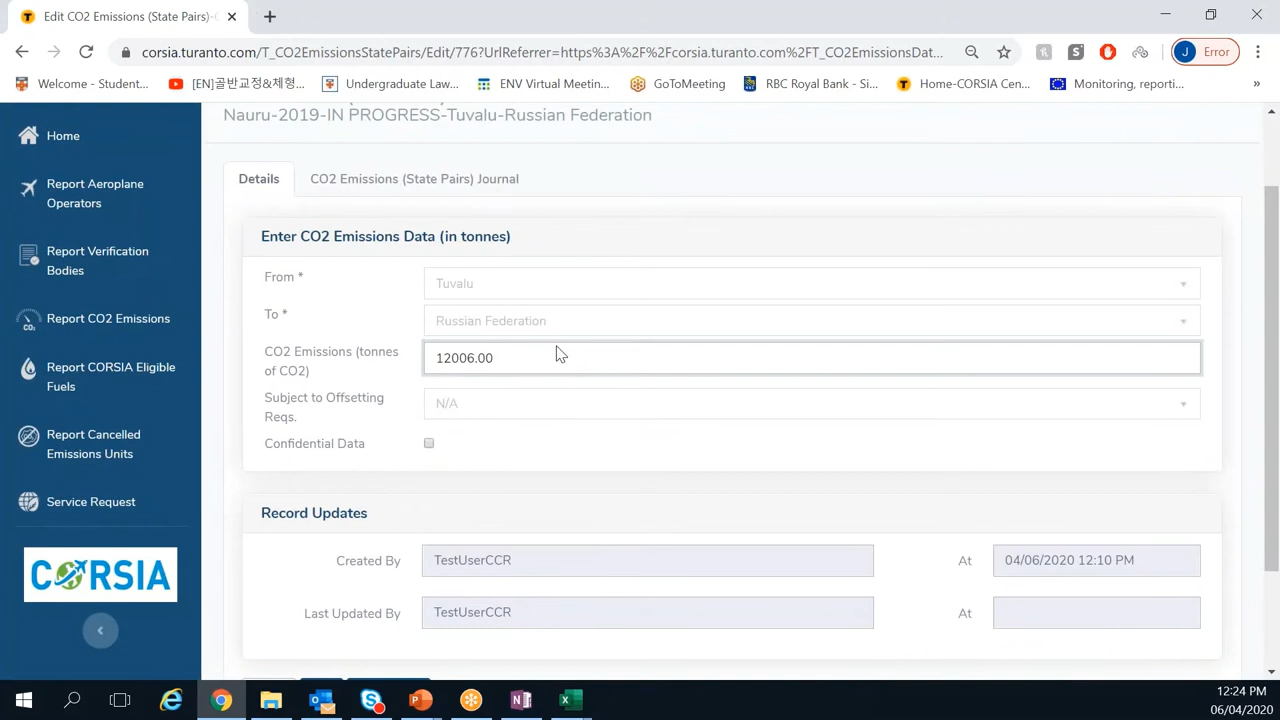 Edit CO2 Emissions (State Pairs)-C
corsia.turanto.com/T_CO2EmissionsStatePairs/Edit/776?UrlReferrer=https%3A%2F%2Fcorsia.turanto.com%2FT_CO2EmissionsDat...
J Error
Welcome - Student...
[EN]골반교정&체형...
Undergraduate Law...
ENV Virtual Meetin...
GoToMeeting
RBC Royal Bank - Si...
Home-CORSIA Cen...
Monitoring, reporti...
Nauru-2019-IN PROGRESS-Tuvalu-Russian Federation
Home
Report Aeroplane
Operators
Report Verification
Bodies
Report CO2 Emissions
Report CORSIA Eligible
Fuels
Report Cancelled
Emissions Units
Service Request
CORSIA
Details
CO2 Emissions (State Pairs) Journal
Enter CO2 Emissions Data (in tonnes)
From *
Tuvalu
To *
Russian Federation
CO2 Emissions (tonnes
of CO2)
12006.00
Subject to Offsetting
Reqs.
N/A
Confidential Data
Record Updates
Created By
TestUserCCR
At
04/06/2020 12:10 PM
Last Updated By
TestUserCCR
At
12:24 PM
06/04/2020